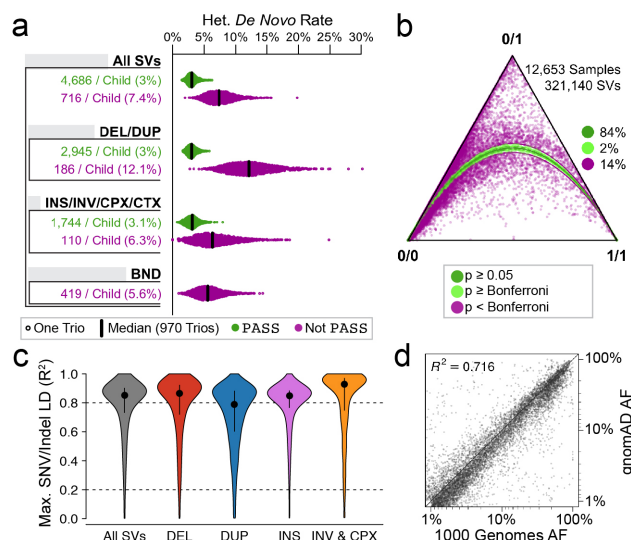 a
Het. De Novo Rate
0% 5% 10% 15% 20% 25% 30%
All SVs
4,686 / Child (3%)
716 / Child (7.4%)
DEL/DUP
2,945 / Child (3%)
186 / Child (12.1%)
INS/INV/CPX/CTX
1,744 / Child (3.1%)
110 / Child (6.3%)
BND
419 / Child (5.6%)
One Trio Median (970 Trios) PASS Not PASS
b
0/1
12,653 Samples
321,140 SVs
84%
2%
14%
0/0 1/1
p ≥ 0.05
p ≥ Bonferroni
p < Bonferroni
c
Max. SNV/Indel LD (R²)
1.0
0.8
0.6
0.4
0.2
0.0
All SVs DEL DUP INS INV & CPX
d
R² = 0.716
100%
10%
1%
gnomAD AF
1% 10% 100%
1000 Genomes AF